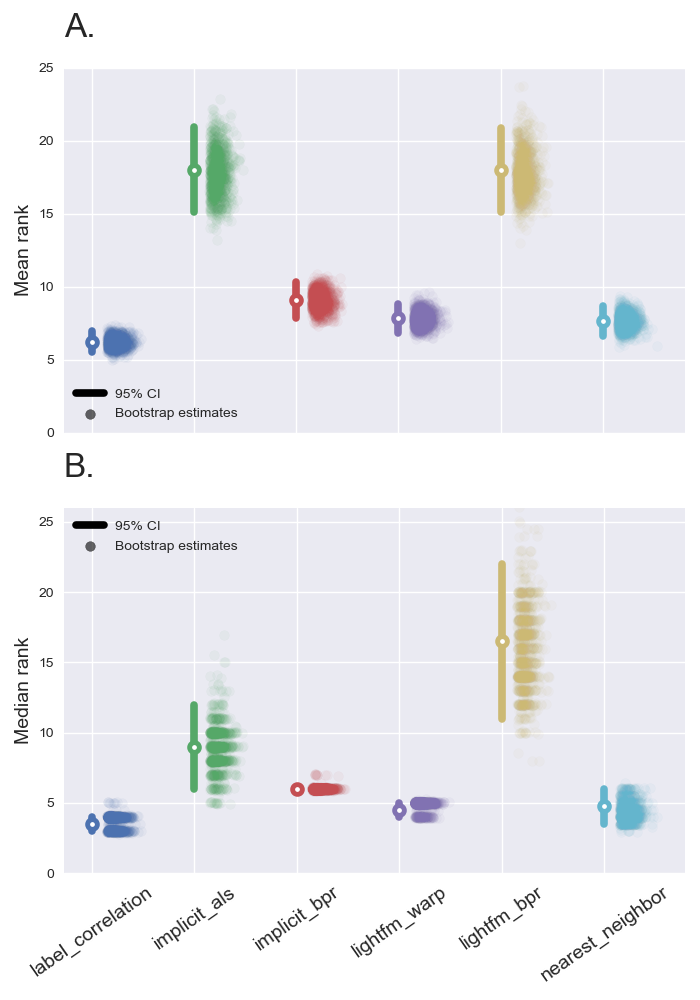 A.
25
20
15
10
5
0
Mean rank
95% CI
Bootstrap estimates
B.
25
20
15
10
5
0
Median rank
95% CI
Bootstrap estimates
label_correlation
implicit_als
implicit_bpr
lightfm_warp
lightfm_bpr
nearest_neighbor